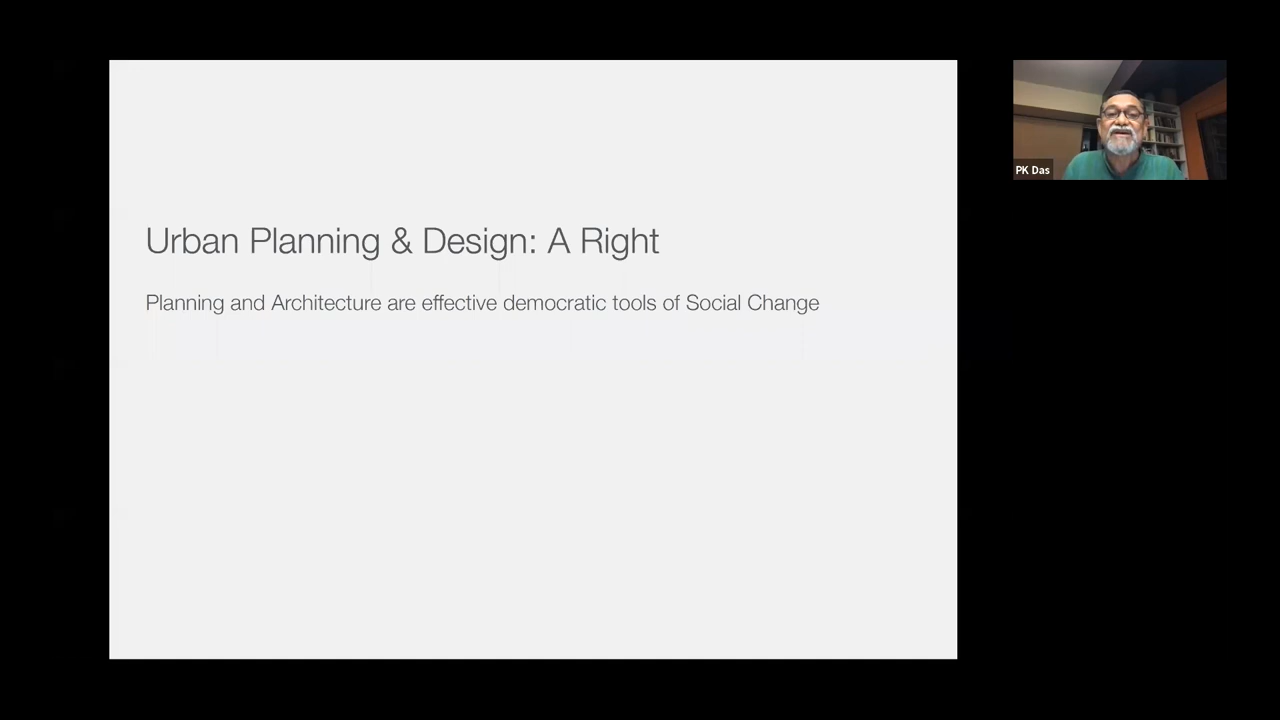 Urban Planning & Design: A Right
Planning and Architecture are effective democratic tools of Social Change
PK Das